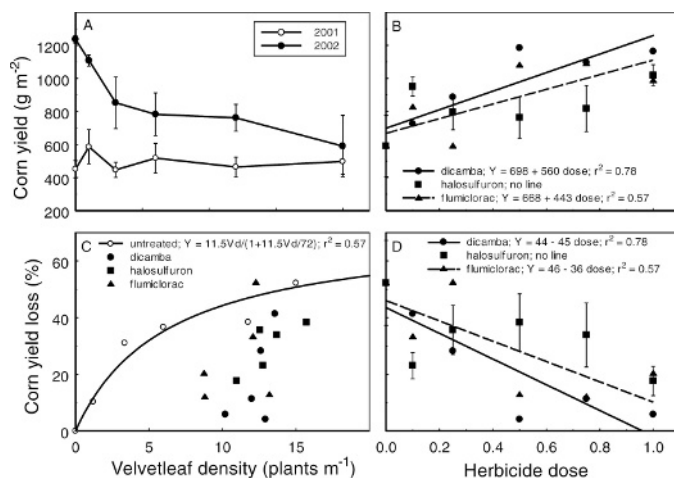 A
2001
2002
1400
1200
1000
800
600
400
200
Corn yield (g m-2)
B
dicamba: Y = 698 + 560 dose; r2 = 0.78
halosulfuron; no line
flumiclorac, Y = 668 + 443 dose; r2 = 0.57
C
untreated; Y = 11.5Vd/(1+11.5Vd/72); r2 = 0.57
dicamba
halosulfuron
flumiclorac
60
40
20
0
Corn yield loss (%)
0 5 10 15
Velvetleaf density (plants m-1)
D
dicamba: Y = 44 - 45 dose; r2 = 0.78
halosulfuron; no line
flumiclorac; Y = 46 - 36 dose; r2 = 0.57
0.0 0.2 0.4 0.6 0.8 1.0
Herbicide dose